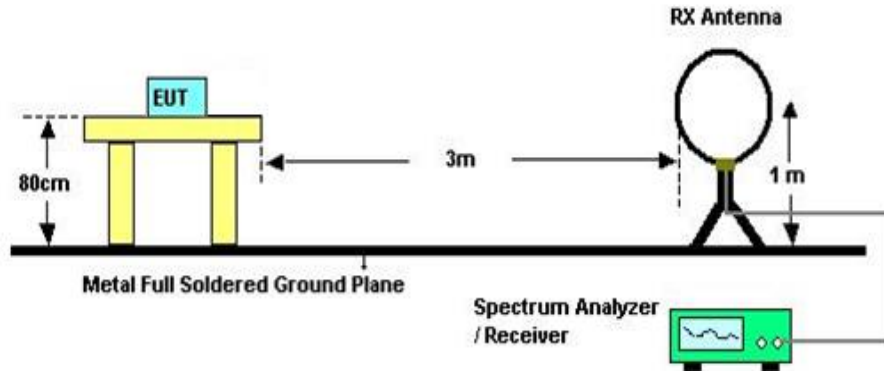 RX Antenna
EUT
3m
80cm
1 m
Metal Full Soldered Ground Plane
Spectrum Analyzer
/ Receiver